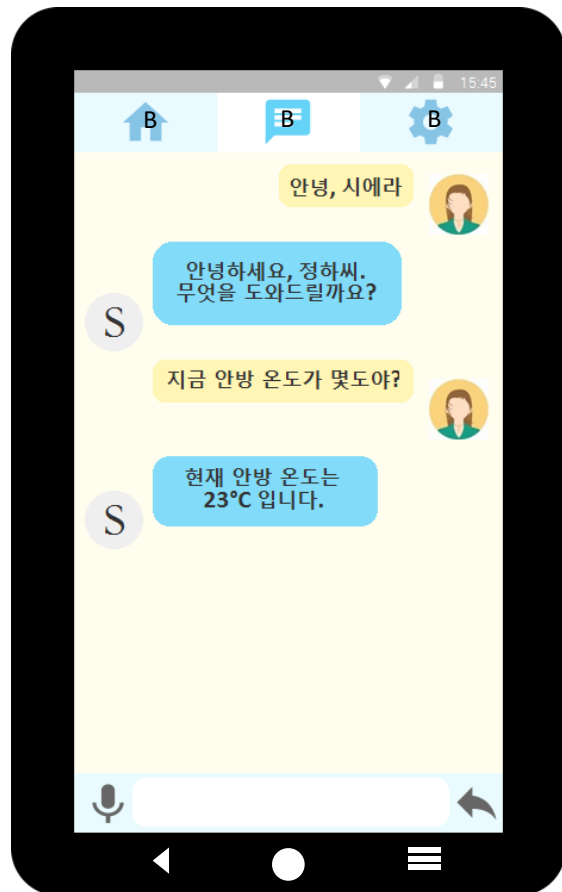 15:45
B B B
안녕, 시에라
안녕하세요, 정하씨.
무엇을 도와드릴까요?
S
지금 안방 온도가 몇도야?
현재 안방 온도는
23°C 입니다.
S